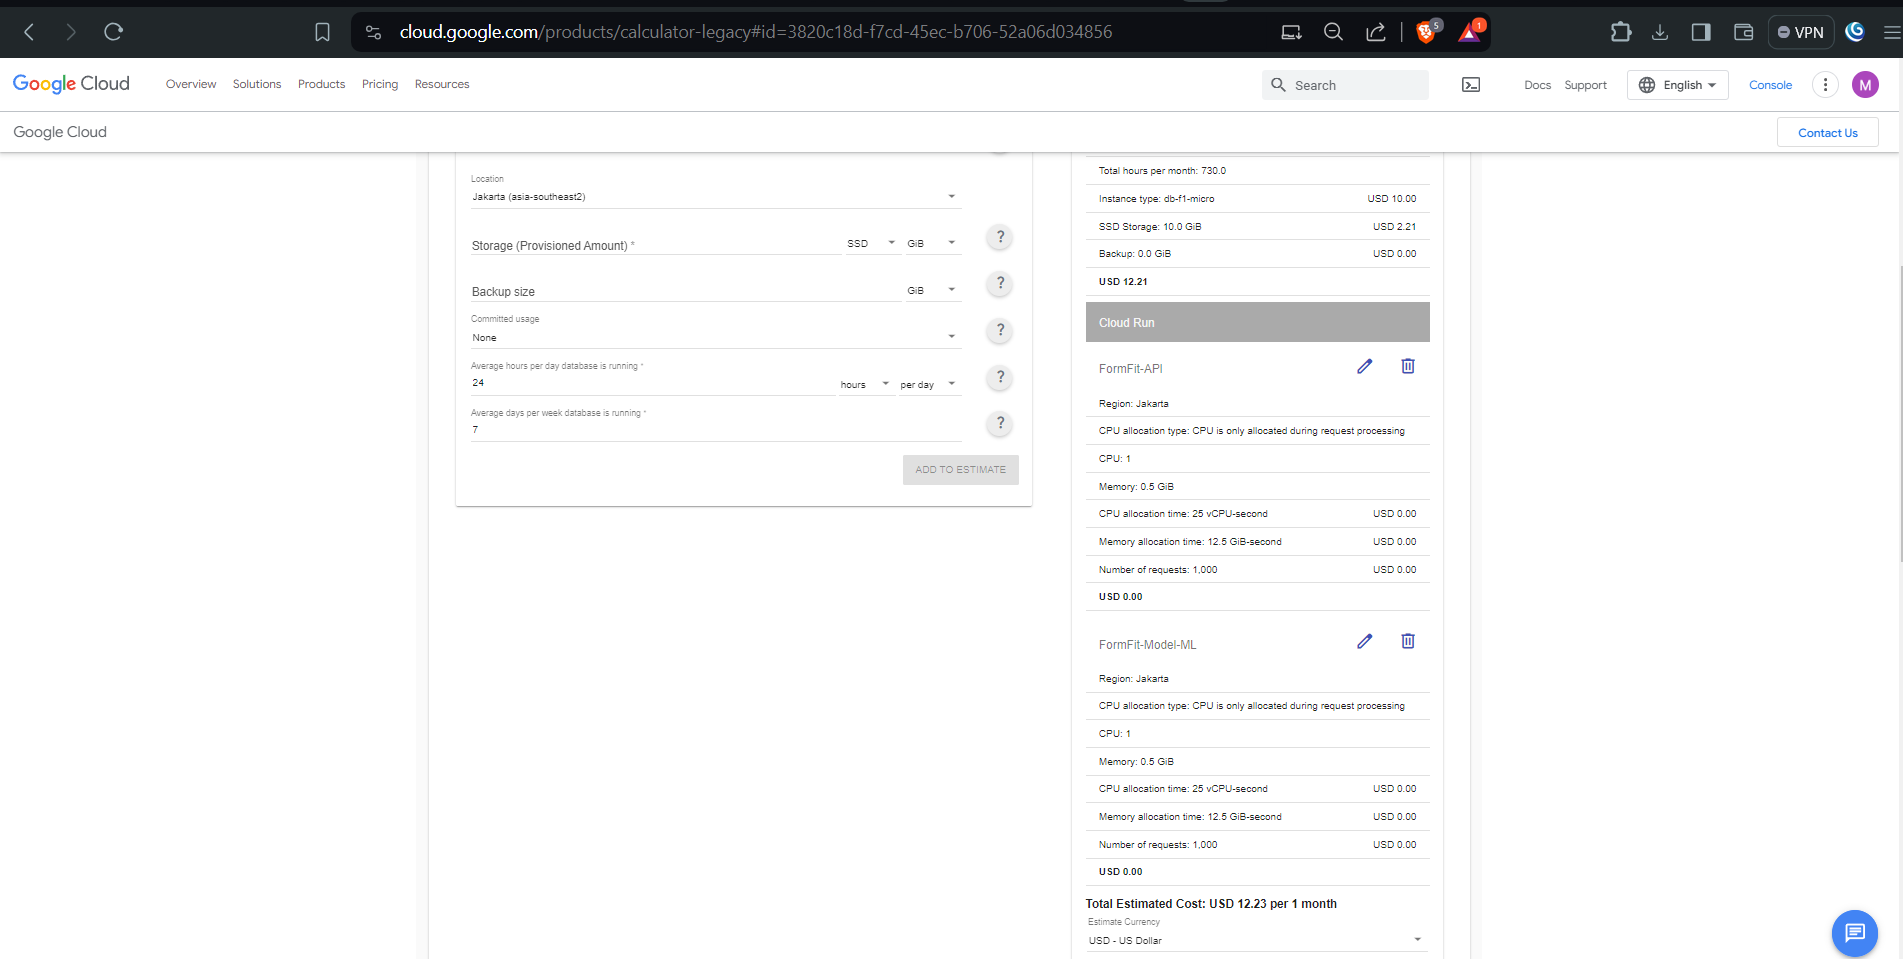 cloud.google.com/products/calculator-legacy#id=3820c18d-f7cd-45ec-b706-52a06d034856
5
1
VPN
Google Cloud
Overview
Solutions
Products
Pricing
Resources
Search
Docs
Support
English
Console
M
Google Cloud
Contact Us
Location
Jakarta (asia-southeast2)
Storage (Provisioned Amount) *
SSD
GiB
?
Backup size
GiB
?
Committed usage
None
?
Average hours per day database is running *
24
hours
per day
?
Average days per week database is running *
7
?
ADD TO ESTIMATE
Total hours per month: 730.0
Instance type: db-f1-micro USD 10.00
SSD Storage: 10.0 GiB USD 2.21
Backup: 0.0 GiB USD 0.00
USD 12.21
Cloud Run
FormFit-API
Region: Jakarta
CPU allocation type: CPU is only allocated during request processing
CPU: 1
Memory: 0.5 GiB
CPU allocation time: 25 vCPU-second USD 0.00
Memory allocation time: 12.5 GiB-second USD 0.00
Number of requests: 1,000 USD 0.00
USD 0.00
FormFit-Model-ML
Region: Jakarta
CPU allocation type: CPU is only allocated during request processing
CPU: 1
Memory: 0.5 GiB
CPU allocation time: 25 vCPU-second USD 0.00
Memory allocation time: 12.5 GiB-second USD 0.00
Number of requests: 1,000 USD 0.00
USD 0.00
Total Estimated Cost: USD 12.23 per 1 month
Estimate Currency
USD - US Dollar